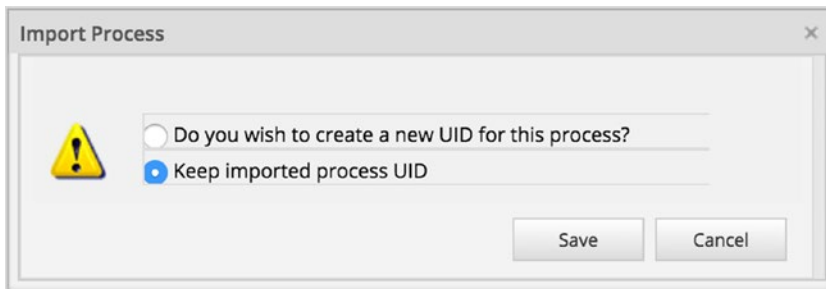 Import Process
Do you wish to create a new UID for this process?
Keep imported process UID
Save Cancel